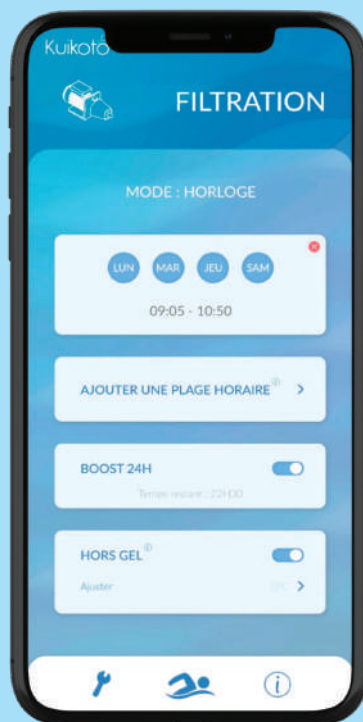 Kuikoto
FILTRATION
MODE : HORLOGE
LUN MAR JEU SAM
09:05 - 10:50
AJOUTER UNE PLAGE HORAIRE
BOOST 24H
Temps restant : 22H00
HORS GEL
Ajuster